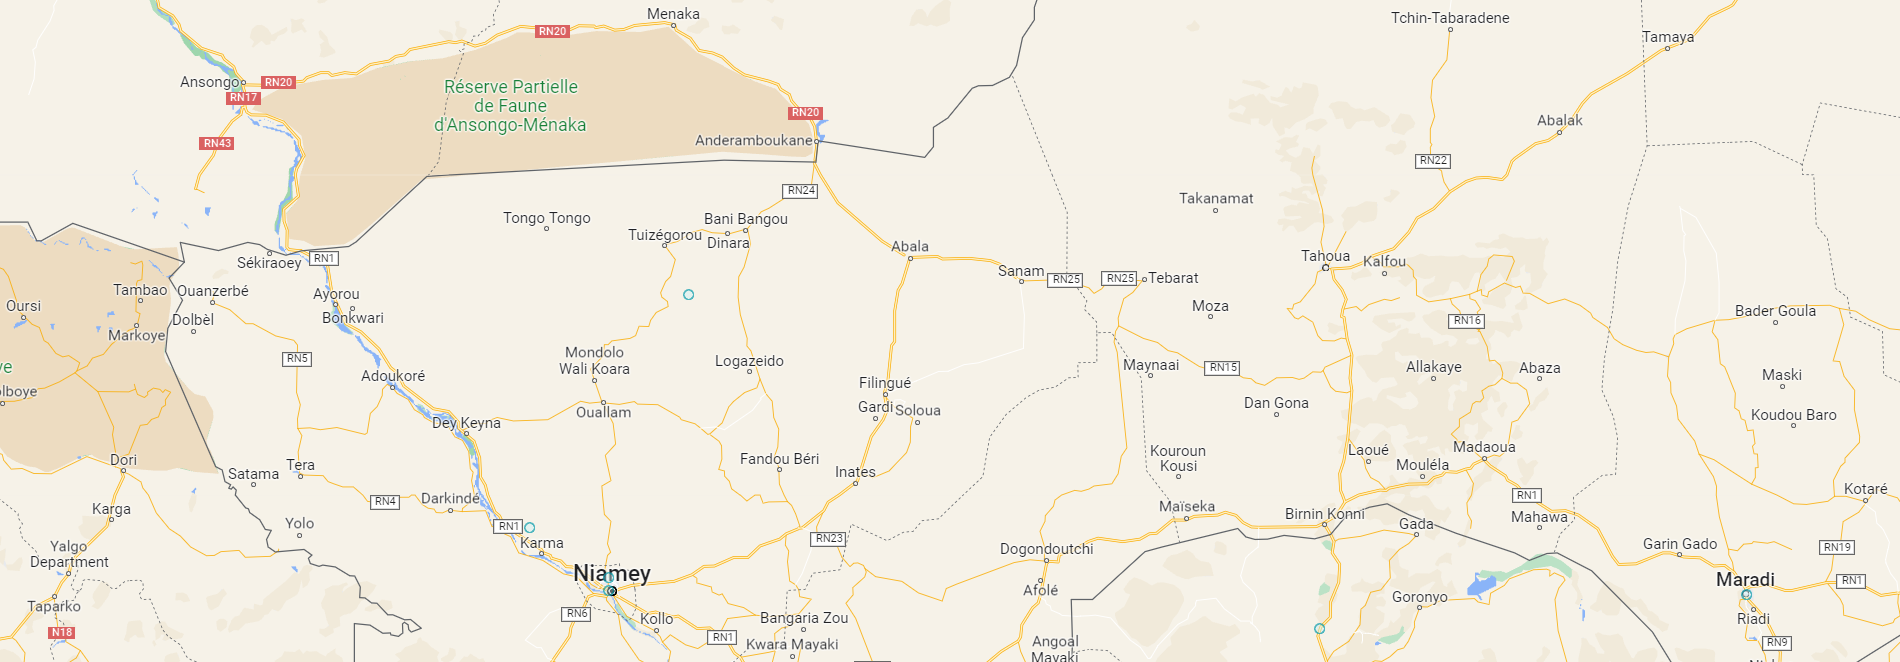 Menaka
Tchin-Tabaradene
RN20
Tamaya
Ansongo
RN20
Réserve Partielle
de Faune
d'Ansongo-Ménaka
RN17
RN20
Abalak
RN43
Anderamboukane
RN22
RN24
Takanamat
Tongo Tongo
Bani Bangou
Tuizégorou
Dinara
Abala
Sékiraoey
RN1
Tahoua
Kalfou
Sanam
RN25
RN25
Tebarat
Tambao
Ouanzerbé
Ayorou
Oursi
Moza
Bader Goula
Dolbèl
Bonkwari
RN16
Markoye
RN5
Mondolo
Wali Koara
Logazeido
Maynaai
RN15
Allakaye
Abaza
ve
Adoukoré
Filingué
Maski
olboye
Ouallam
Gardi
Soloua
Dan Gona
Koudou Baro
Dey Keyna
Dori
Tera
Satama
Fandou Béri
Inates
Kouroun
Kousi
Laoué
Mouléla
Madaoua
RN4
Darkindé
RN1
Kotaré
Karga
Yolo
RN1
Maïseka
Birnin Konni
Gada
Mahawa
Karma
RN23
Yalgo
Department
Dogondoutchi
Garin Gado
RN19
Niamey
Maradi
RN1
Afolé
Goronyo
Taparko
RN6
Kollo
Bangaria Zou
Riadi
N18
RN1
Kwara Mayaki
Angoal
Mayaki
RN9